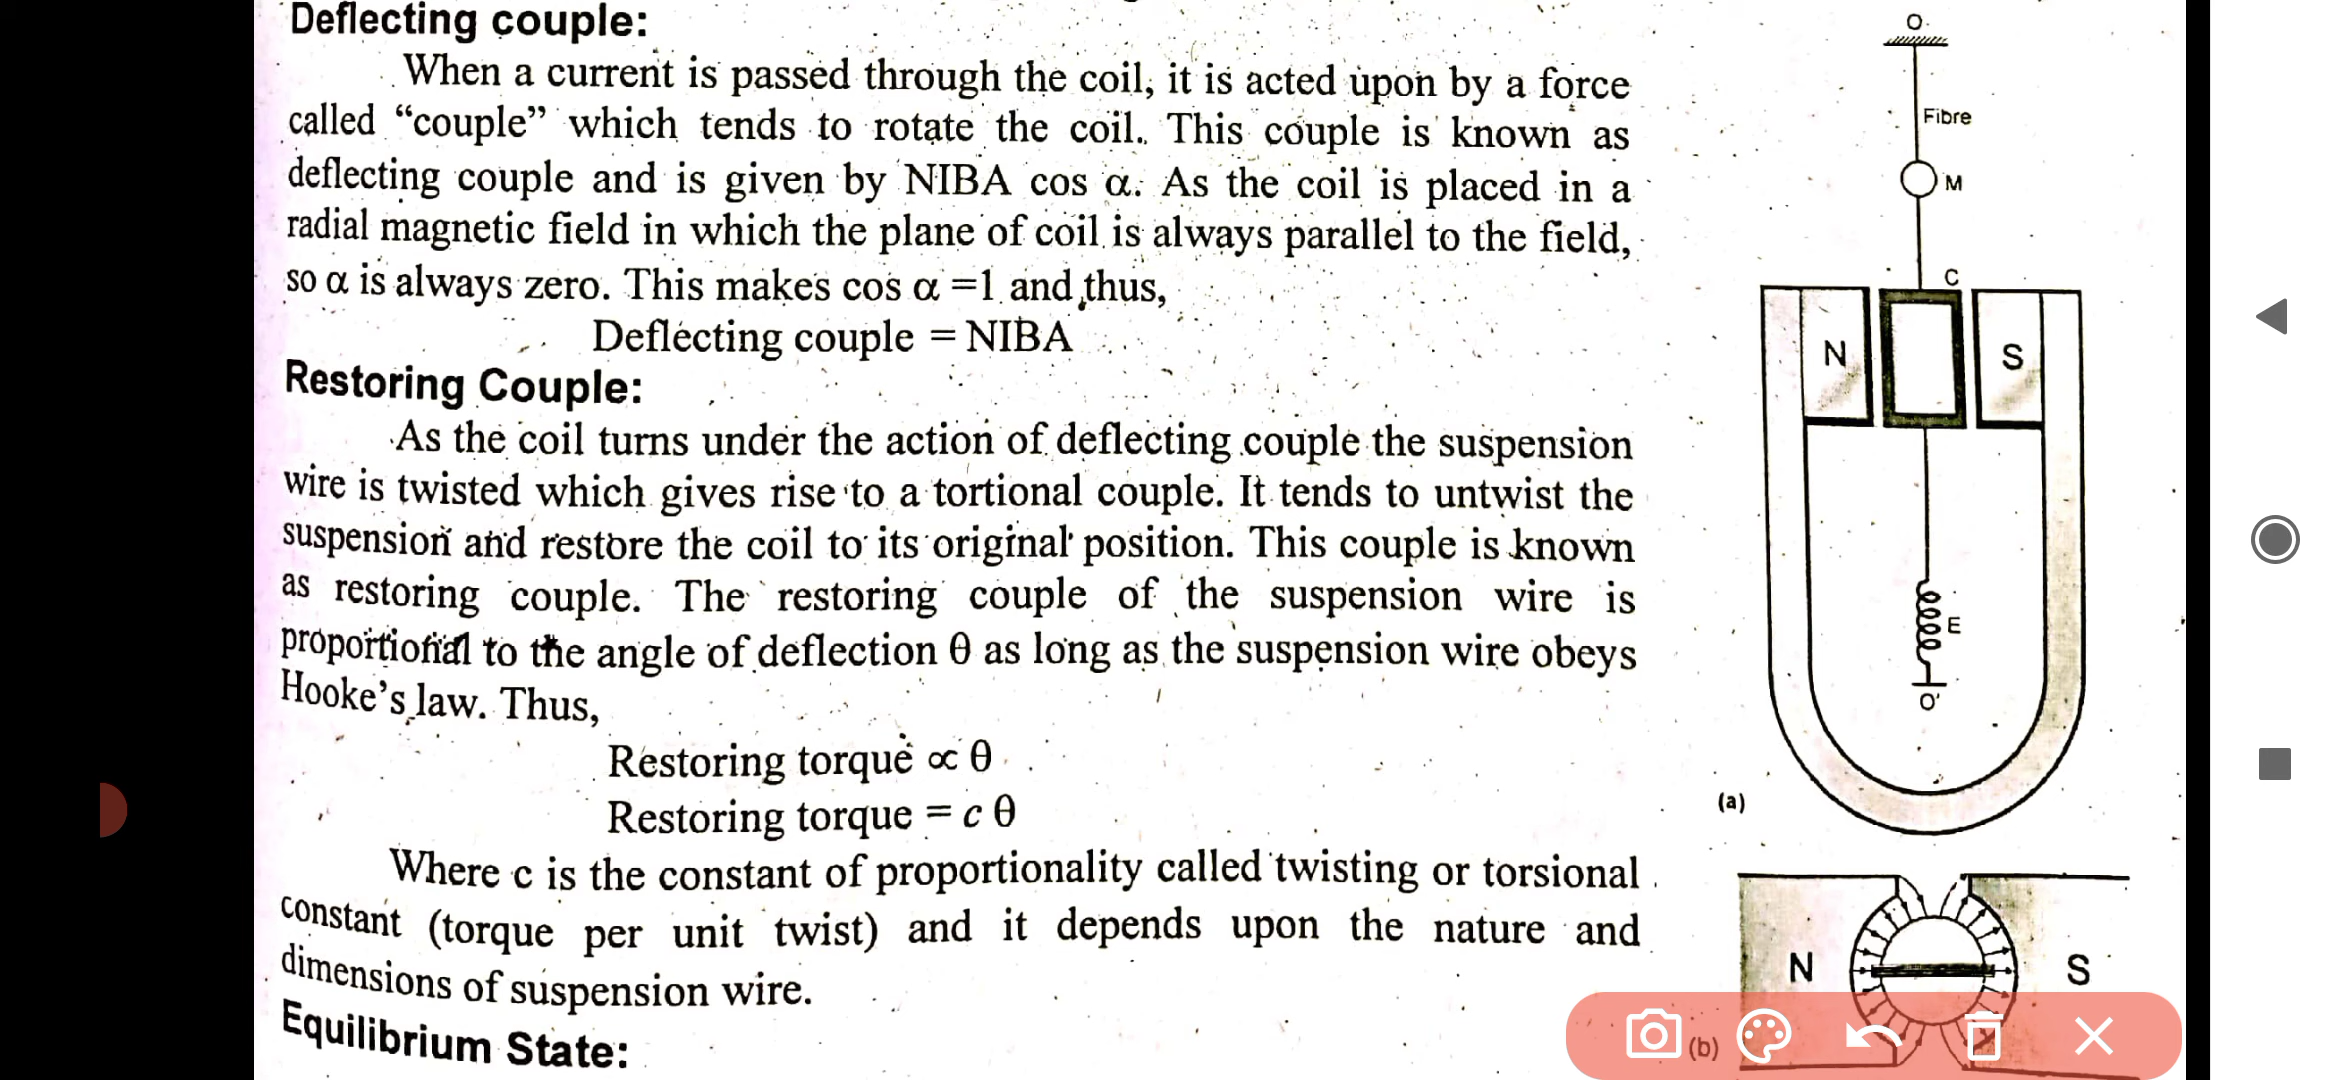 Deflecting couple:
When a current is passed through the coil, it is acted upon by a force
called “couple” which tends to rotate the coil. This couple is known as
deflecting couple and is given by NIBA cos α. As the coil is placed in a
radial magnetic field in which the plane of coil is always parallel to the field,
so α is always zero. This makes cos α =1 and thus,
Deflecting couple = NIBA
Restoring Couple:
As the coil turns under the action of deflecting couple the suspension
wire is twisted which gives rise to a tortional couple. It tends to untwist the
suspension and restore the coil to its original position. This couple is known
as restoring couple. The restoring couple of the suspension wire is
proportional to the angle of deflection θ as long as the suspension wire obeys
Hooke’s law. Thus,
Restoring torque ∝ θ
Restoring torque = c θ
Where c is the constant of proportionality called twisting or torsional
constant (torque per unit twist) and it depends upon the nature and
dimensions of suspension wire.
Equilibrium State:
O
Fibre
M
C
N
S
E
O'
(a)
N
S
(b)